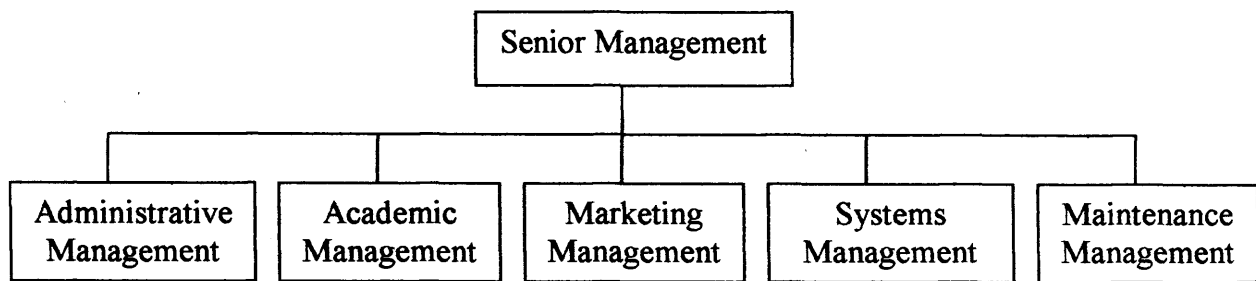 Senior Management
Administrative
Management
Academic
Management
Marketing
Management
Systems
Management
Maintenance
Management